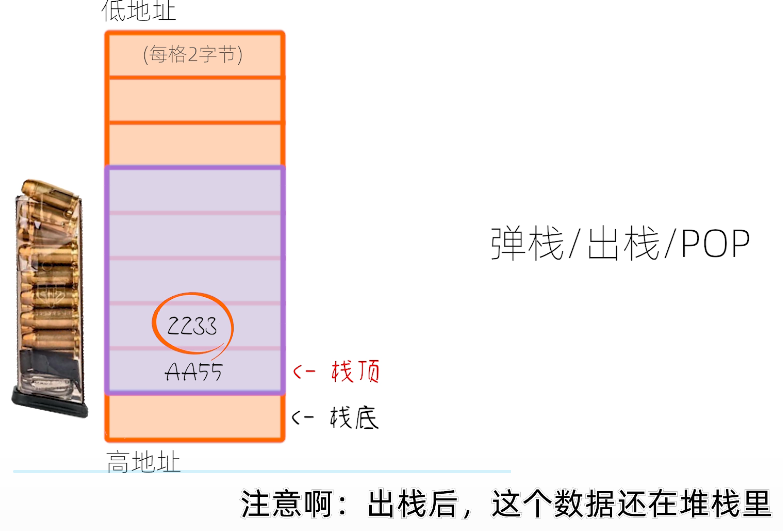 低地址
(每格2字节)
弹栈/出栈/POP
2233
AA55
<- 栈顶
<- 栈底
高地址
注意啊：出栈后，这个数据还在堆栈里